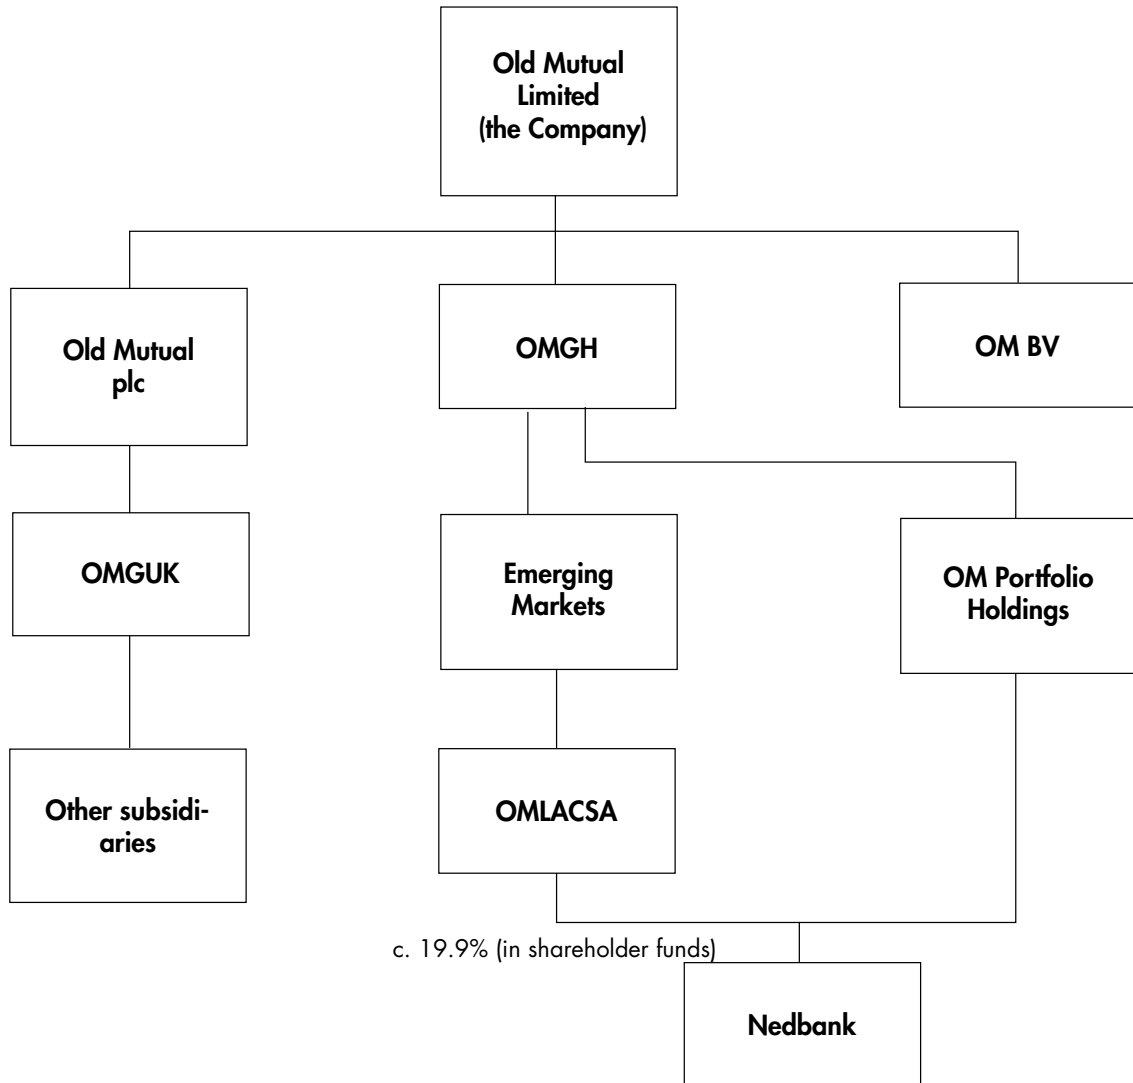 Old Mutual
Limited
(the Company)
Old Mutual
plc
OMGH
OM BV
OMGUK
Emerging
Markets
OM Portfolio
Holdings
Other subsidi-
aries
OMLACSA
c. 19.9% (in shareholder funds)
Nedbank